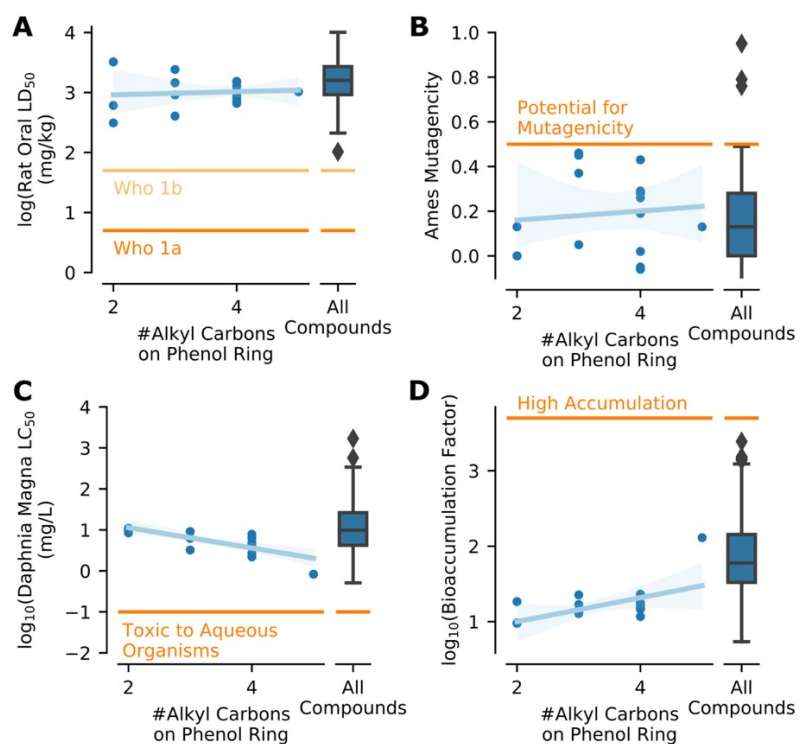 A
log(Rat Oral LD50
(mg/kg)
4
3
2
1
0
Who 1b
Who 1a
2
4
All
Compounds
#Alkyl Carbons
on Phenol Ring
B
Ames Mutagencity
1.0
0.8
0.6
0.4
0.2
0.0
Potential for
Mutagenicity
2
4
All
Compounds
#Alkyl Carbons
on Phenol Ring
C
log10(Daphnia Magna LC50
(mg/L)
4
3
2
1
0
−1
−2
Toxic to Aqueous
Organisms
2
4
All
Compounds
#Alkyl Carbons
on Phenol Ring
D
log10(Bioaccumulation Factor)
3
2
1
High Accumulation
2
4
All
Compounds
#Alkyl Carbons
on Phenol Ring